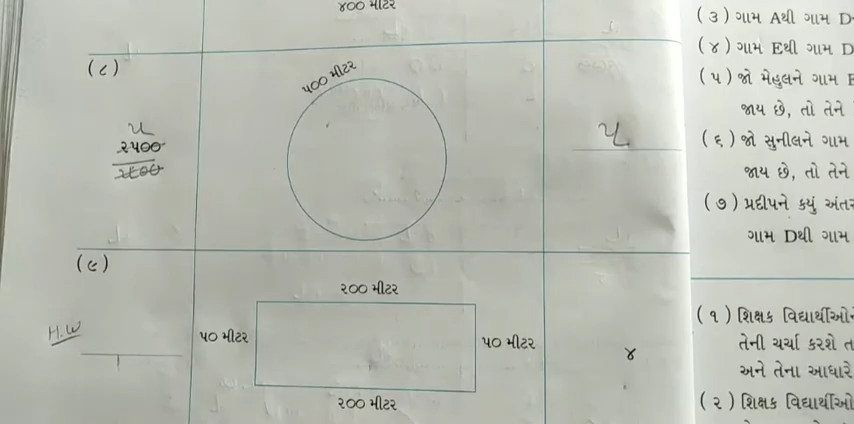 ૪૦૦ મીટર
(૮)
૫૦૦ મીટર
૫
૨૫૦૦
૫
(૯)
૨૦૦ મીટર
H.W
૫૦ મીટર
૫૦ મીટર
૪
૨૦૦ મીટર
(૩) ગામ Aથી ગામ D
(૪) ગામ Eથી ગામ D
(૫) જો મેહુલને ગામ E
જાય છે, તો તેને
(૬) જો સુનીલને ગામ
જાય છે, તો તેને
(૭) પ્રદીપને કયું અંતર
ગામ Dથી ગામ
(૧) શિક્ષક વિદ્યાર્થીઓને
તેની ચર્ચા કરશે ત
અને તેના આધારે
(૨) શિક્ષક વિદ્યાર્થીઓ